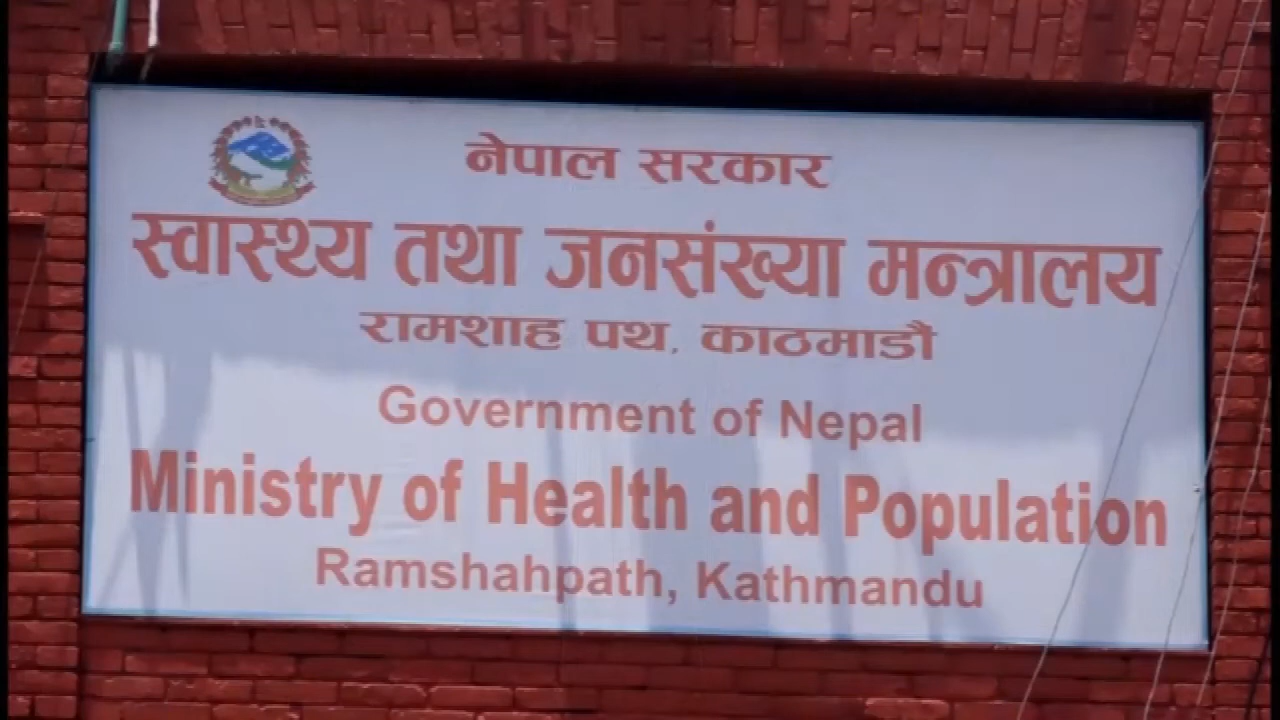 नेपाल सरकार
स्वास्थ्य तथा जनसंख्या मन्त्रालय
रामशाह पथ, काठमाडौं
Government of Nepal
Ministry of Health and Population
Ramshahpath, Kathmandu